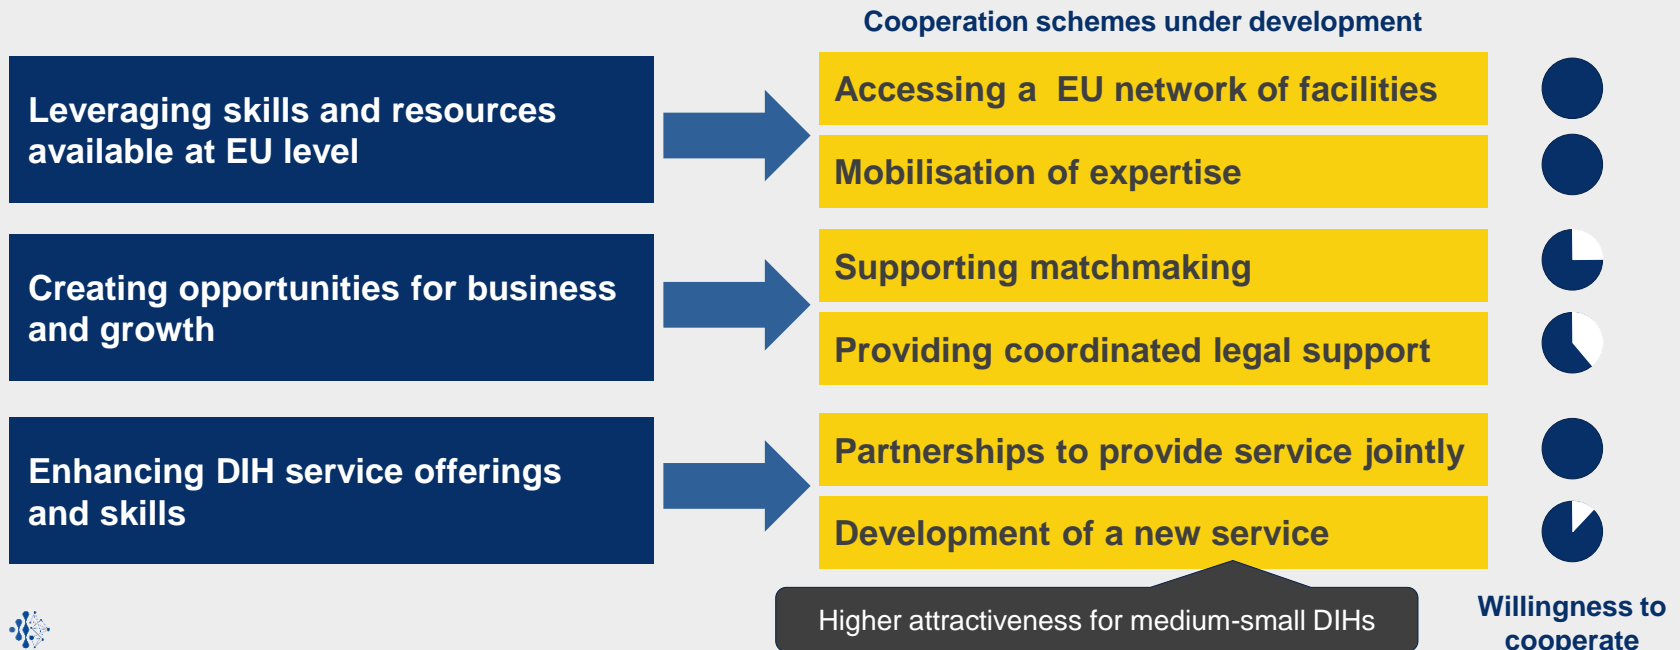 Cooperation schemes under development
Leveraging skills and resources
available at EU level
Accessing a  EU network of facilities
Mobilisation of expertise
Creating opportunities for business
and growth
Supporting matchmaking
Providing coordinated legal support
Enhancing DIH service offerings
and skills
Partnerships to provide service jointly
Development of a new service
Higher attractiveness for medium-small DIHs
Willingness to
cooperate